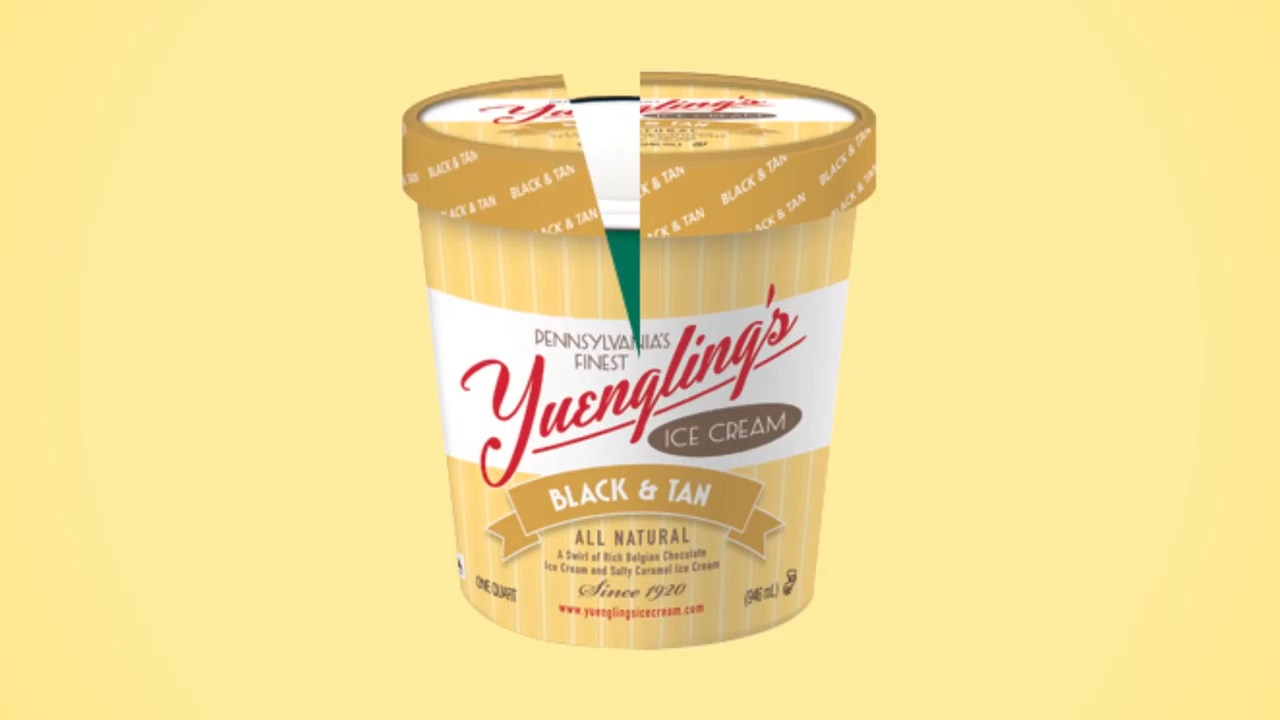 BLACK & TAN
BLACK & TAN
BLACK & TAN
BLACK & TAN
PENNSYLVANIA'S
FINEST
Yuengling's
ICE CREAM
BLACK & TAN
ALL NATURAL
A Swirl of Rich Belgian Chocolate
Ice Cream and Salty Caramel Ice Cream
Since 1920
ONE QUART
(946 mL)
www.yuenglingsicecream.com